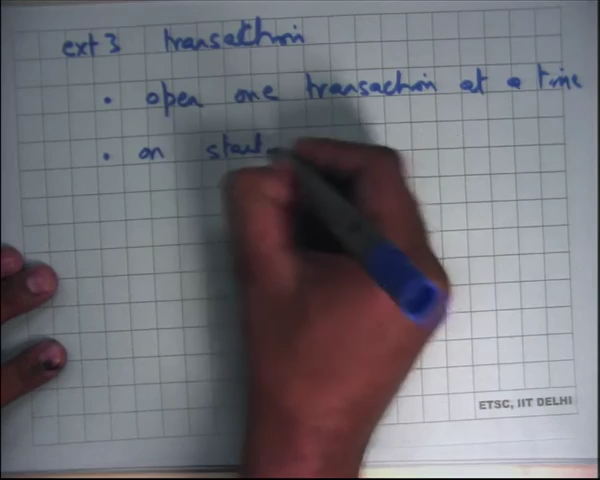 ext3 transaction
• open one transaction at a time
• on start
ETSC, IIT DELHI